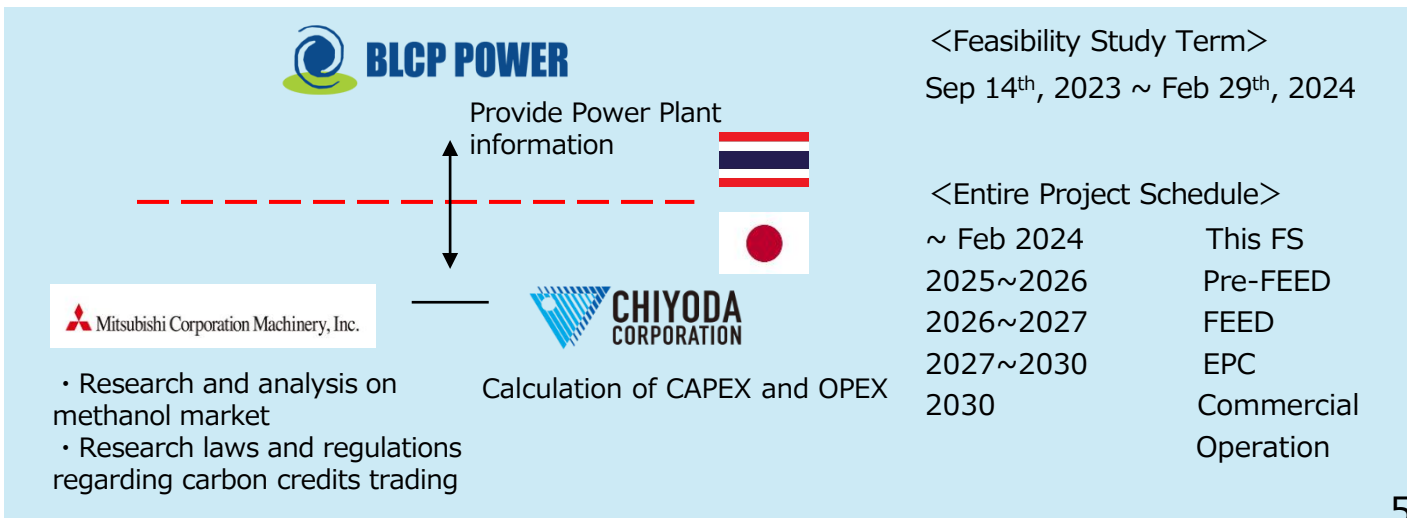 BLCP POWER
Provide Power Plant
information
Mitsubishi Corporation Machinery, Inc.
CHIYODA
CORPORATION
・Research and analysis on
methanol market
・Research laws and regulations
regarding carbon credits trading
Calculation of CAPEX and OPEX
<Feasibility Study Term>
Sep 14th, 2023 ~ Feb 29th, 2024
<Entire Project Schedule>
~ Feb 2024 This FS
2025~2026 Pre-FEED
2026~2027 FEED
2027~2030 EPC
2030 Commercial
Operation
5